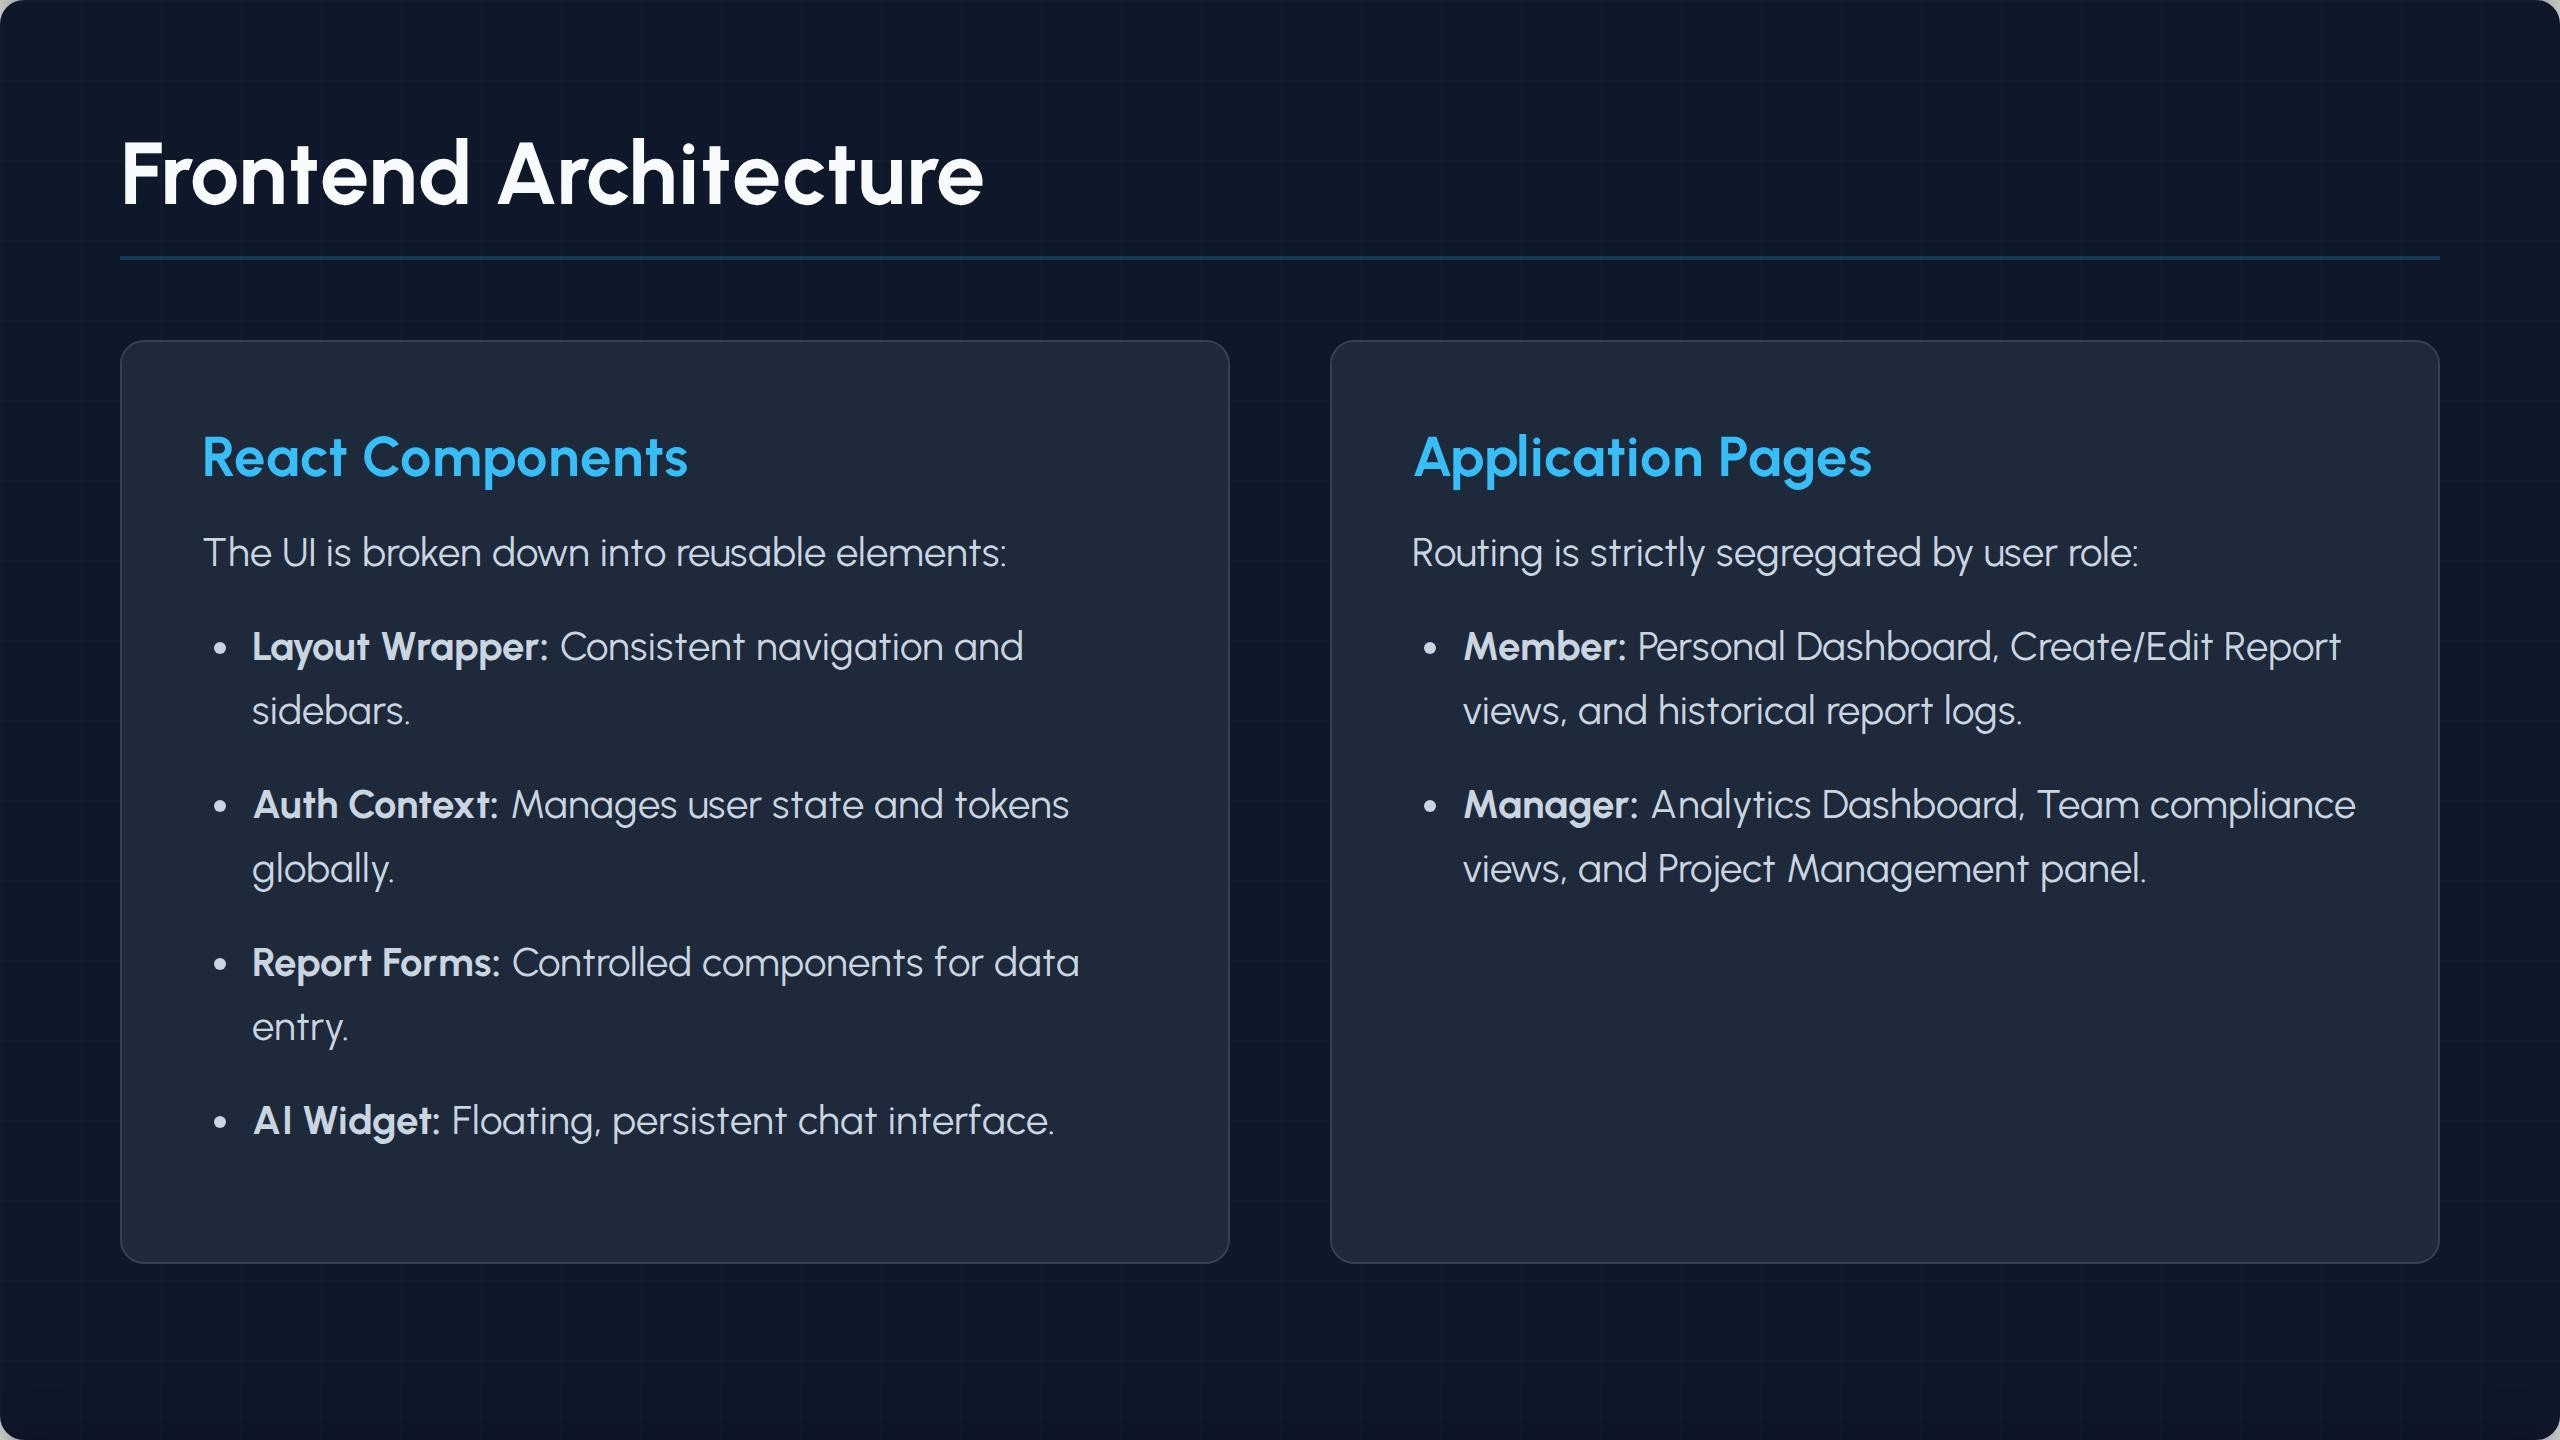 Frontend Architecture
React Components
The UI is broken down into reusable elements:
• Layout Wrapper: Consistent navigation and
sidebars.
• Auth Context: Manages user state and tokens
globally.
• Report Forms: Controlled components for data
entry.
• AI Widget: Floating, persistent chat interface.
Application Pages
Routing is strictly segregated by user role:
• Member: Personal Dashboard, Create/Edit Report
views, and historical report logs.
• Manager: Analytics Dashboard, Team compliance
views, and Project Management panel.